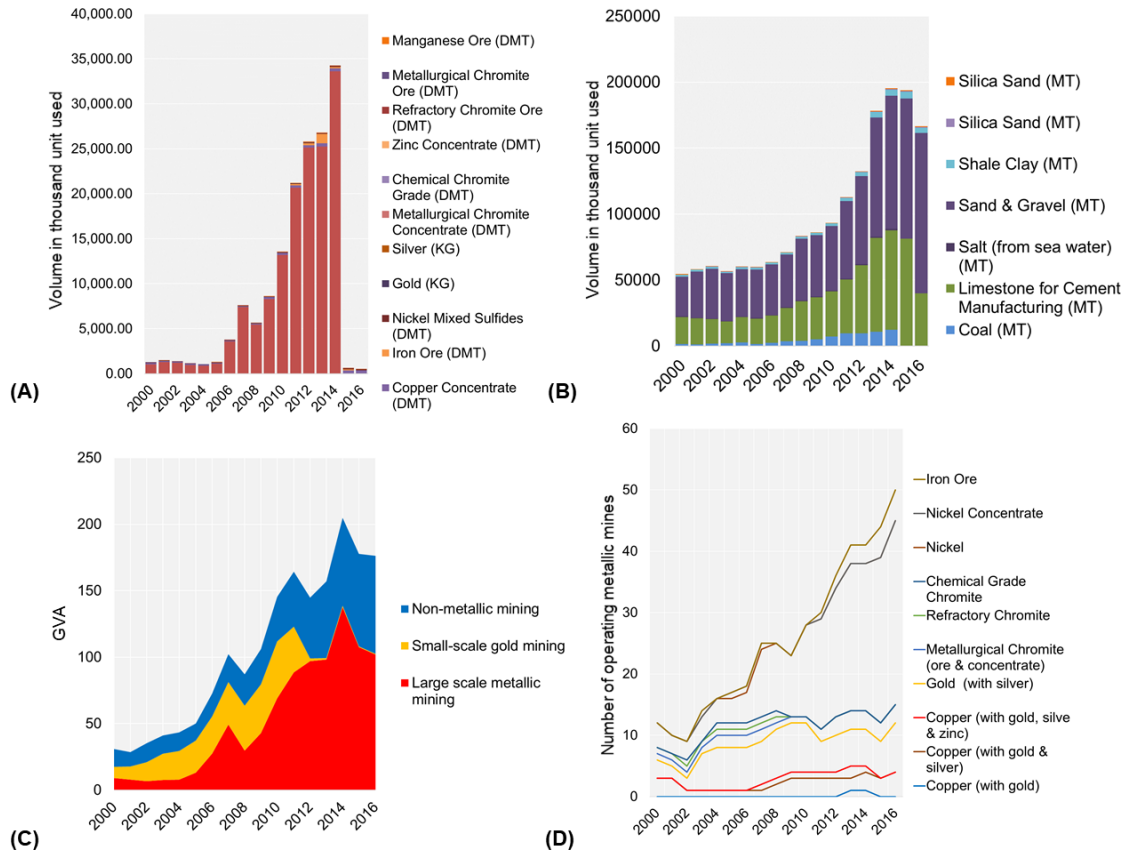 40,000.00
35,000.00
30,000.00
25,000.00
20,000.00
15,000.00
10,000.00
5,000.00
0.00
Volume in thousand unit used
2000
2002
2004
2006
2008
2010
2012
2014
2016
Manganese Ore (DMT)
Metallurgical Chromite
Ore (DMT)
Refractory Chromite Ore
(DMT)
Zinc Concentrate (DMT)
Chemical Chromite
Grade (DMT)
Metallurgical Chromite
Concentrate (DMT)
Silver (KG)
Gold (KG)
Nickel Mixed Sulfides
(DMT)
Iron Ore (DMT)
Copper Concentrate
(DMT)
(A)
250000
200000
150000
100000
50000
0
Volume in thousand unit used
2000
2002
2004
2006
2008
2010
2012
2014
2016
Silica Sand (MT)
Silica Sand (MT)
Shale Clay (MT)
Sand & Gravel (MT)
Salt (from sea water)
(MT)
Limestone for Cement
Manufacturing (MT)
Coal (MT)
(B)
250
200
150
100
50
0
GVA
2000
2002
2004
2006
2008
2010
2012
2014
2016
Non-metallic mining
Small-scale gold mining
Large scale metallic
mining
(C)
60
50
40
30
20
10
0
Number of operating metallic mines
2000
2002
2004
2006
2008
2010
2012
2014
2016
Iron Ore
Nickel Concentrate
Nickel
Chemical Grade
Chromite
Refractory Chromite
Metallurgical Chromite
(ore & concentrate)
Gold (with silver)
Copper (with gold, silve
& zinc)
Copper (with gold &
silver)
Copper (with gold)
(D)